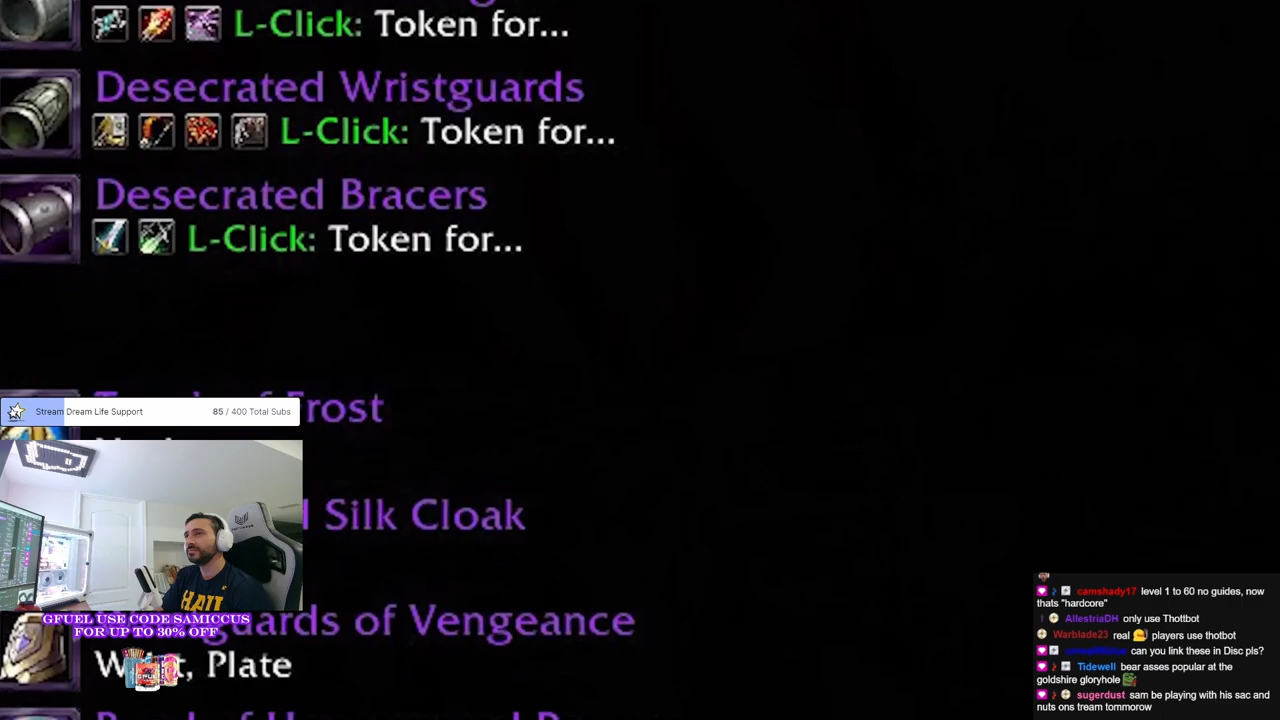 L-Click: Token for...
Desecrated Wristguards
L-Click: Token for...
Desecrated Bracers
L-Click: Token for...
of Frost
Stream Dream Life Support 85 / 400 Total Subs
Silk Cloak
guards of Vengeance
Plate
GFUEL USE CODE SAMICCUS
FOR UP TO 30% OFF
camshady17 level 1 to 60 no guides, now
thats "hardcore"
AllestriaDH only use Thottbot
Warblade23 real players use thotbot
can you link these in Disc pls?
Tidewell bear asses popular at the
goldshire gloryhole
sugerdust sam be playing with his sac and
nuts ons tream tommorow